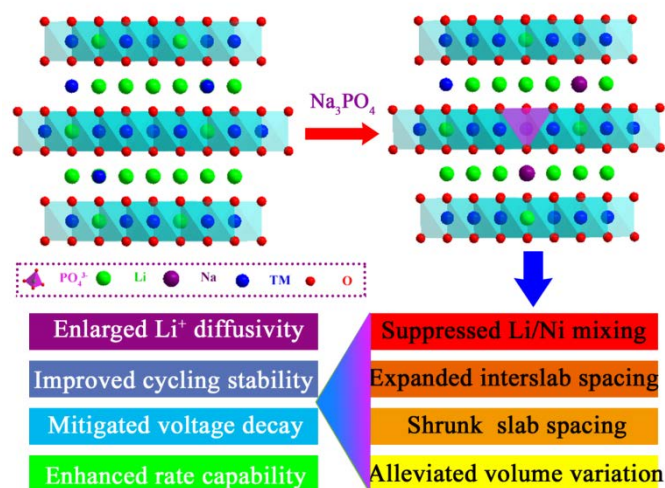 Na₃PO₄
PO₄³⁻ Li Na TM O
Enlarged Li⁺ diffusivity
Improved cycling stability
Mitigated voltage decay
Enhanced rate capability
Suppressed Li/Ni mixing
Expanded interslab spacing
Shrunk slab spacing
Alleviated volume variation